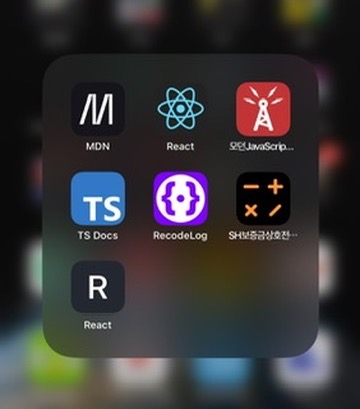 MDN
React
모던JavaScrip...
TS
TS Docs
RecodeLog
SH보증금상호전...
R
React